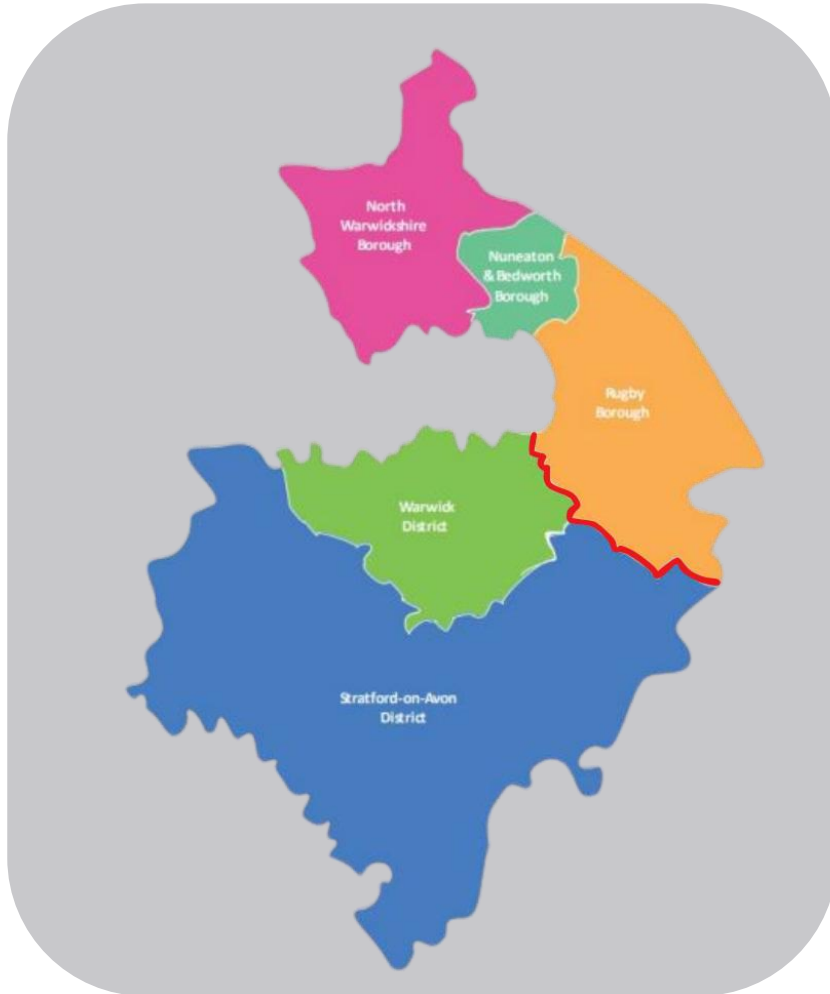 North
Warwickshire
Borough
Nuneaton
& Bedworth
Borough
Rugby
Borough
Warwick
District
Stratford-on-Avon
District